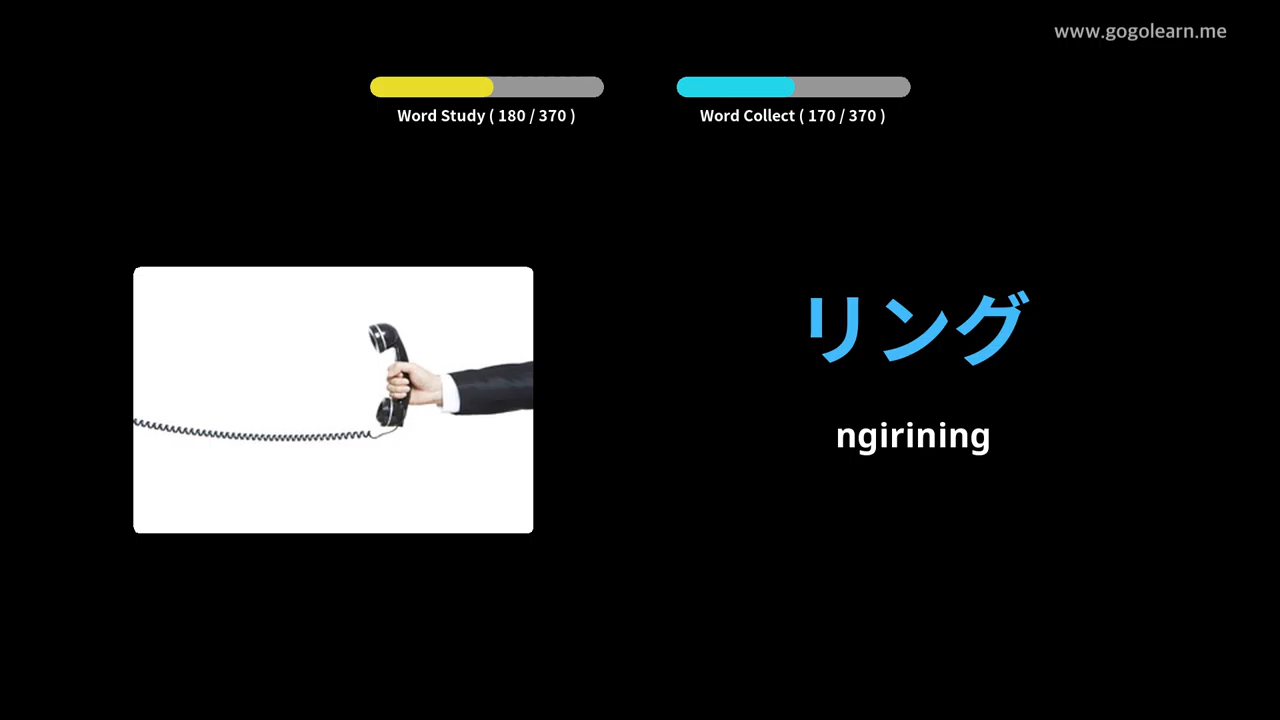 www.gogolearn.me
Word Study ( 180 / 370 )
Word Collect ( 170 / 370 )
リング
ngirining